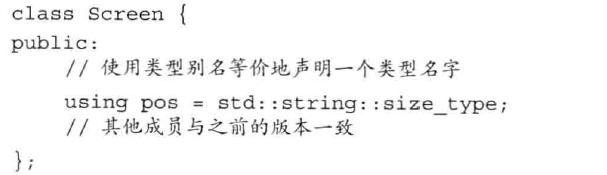 class Screen {
public:
// 使用类型别名等价地声明一个类型名字
using pos = std::string::size_type;
// 其他成员与之前的版本一致
};